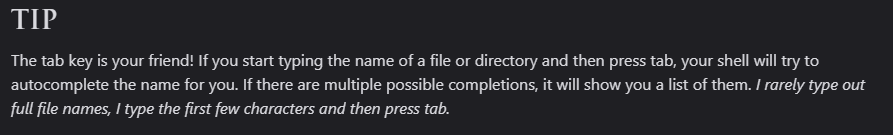 TIP
The tab key is your friend! If you start typing the name of a file or directory and then press tab, your shell will try to
autocomplete the name for you. If there are multiple possible completions, it will show you a list of them. I rarely type out
full file names, I type the first few characters and then press tab.